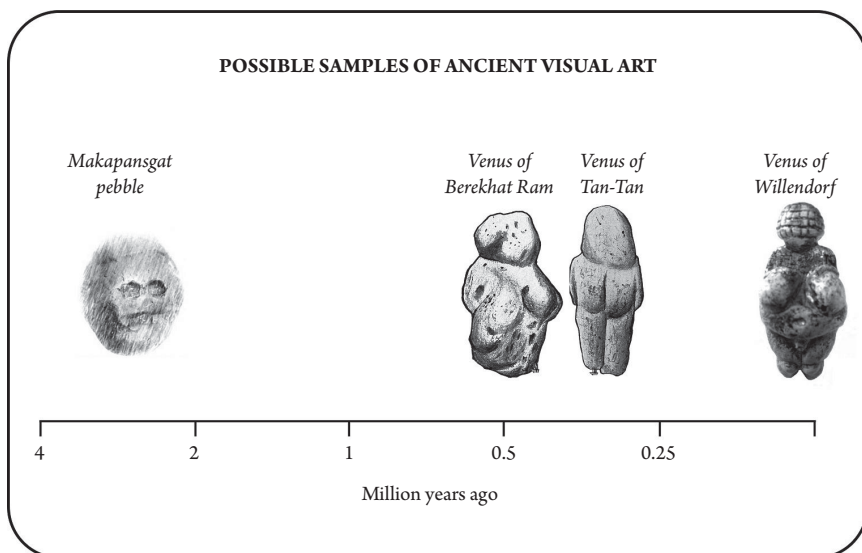 POSSIBLE SAMPLES OF ANCIENT VISUAL ART
Makapansgat
pebble
Venus of
Berekhat Ram
Venus of
Tan-Tan
Venus of
Willendorf
4 2 1 0.5 0.25
Million years ago